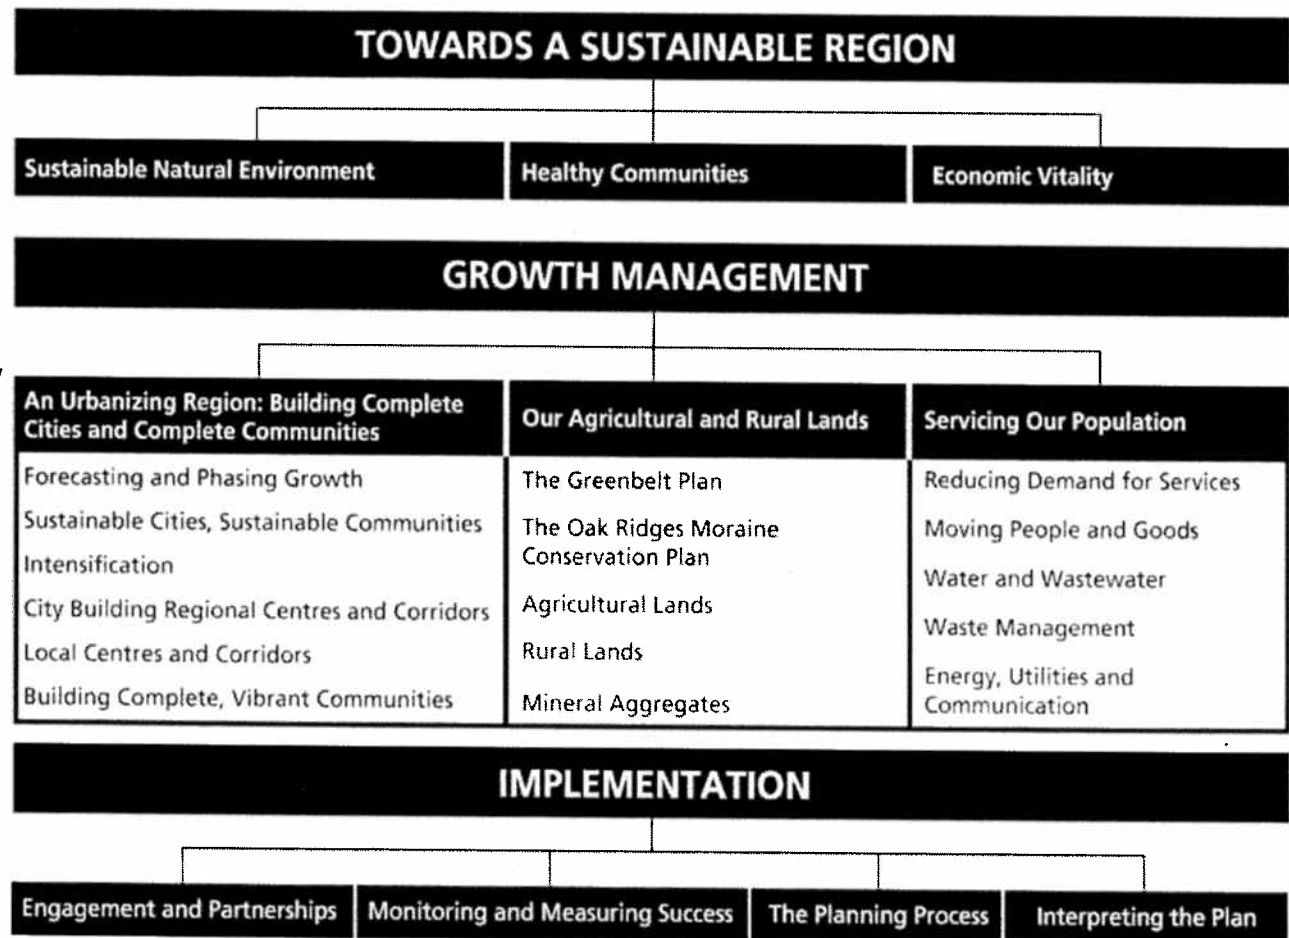 TOWARDS A SUSTAINABLE REGION
Sustainable Natural Environment
Healthy Communities
Economic Vitality
GROWTH MANAGEMENT
An Urbanizing Region: Building Complete
Cities and Complete Communities
Forecasting and Phasing Growth
Sustainable Cities, Sustainable Communities
Intensification
City Building Regional Centres and Corridors
Local Centres and Corridors
Building Complete, Vibrant Communities
Our Agricultural and Rural Lands
The Greenbelt Plan
The Oak Ridges Moraine
Conservation Plan
Agricultural Lands
Rural Lands
Mineral Aggregates
Servicing Our Population
Reducing Demand for Services
Moving People and Goods
Water and Wastewater
Waste Management
Energy, Utilities and
Communication
IMPLEMENTATION
Engagement and Partnerships
Monitoring and Measuring Success
The Planning Process
Interpreting the Plan